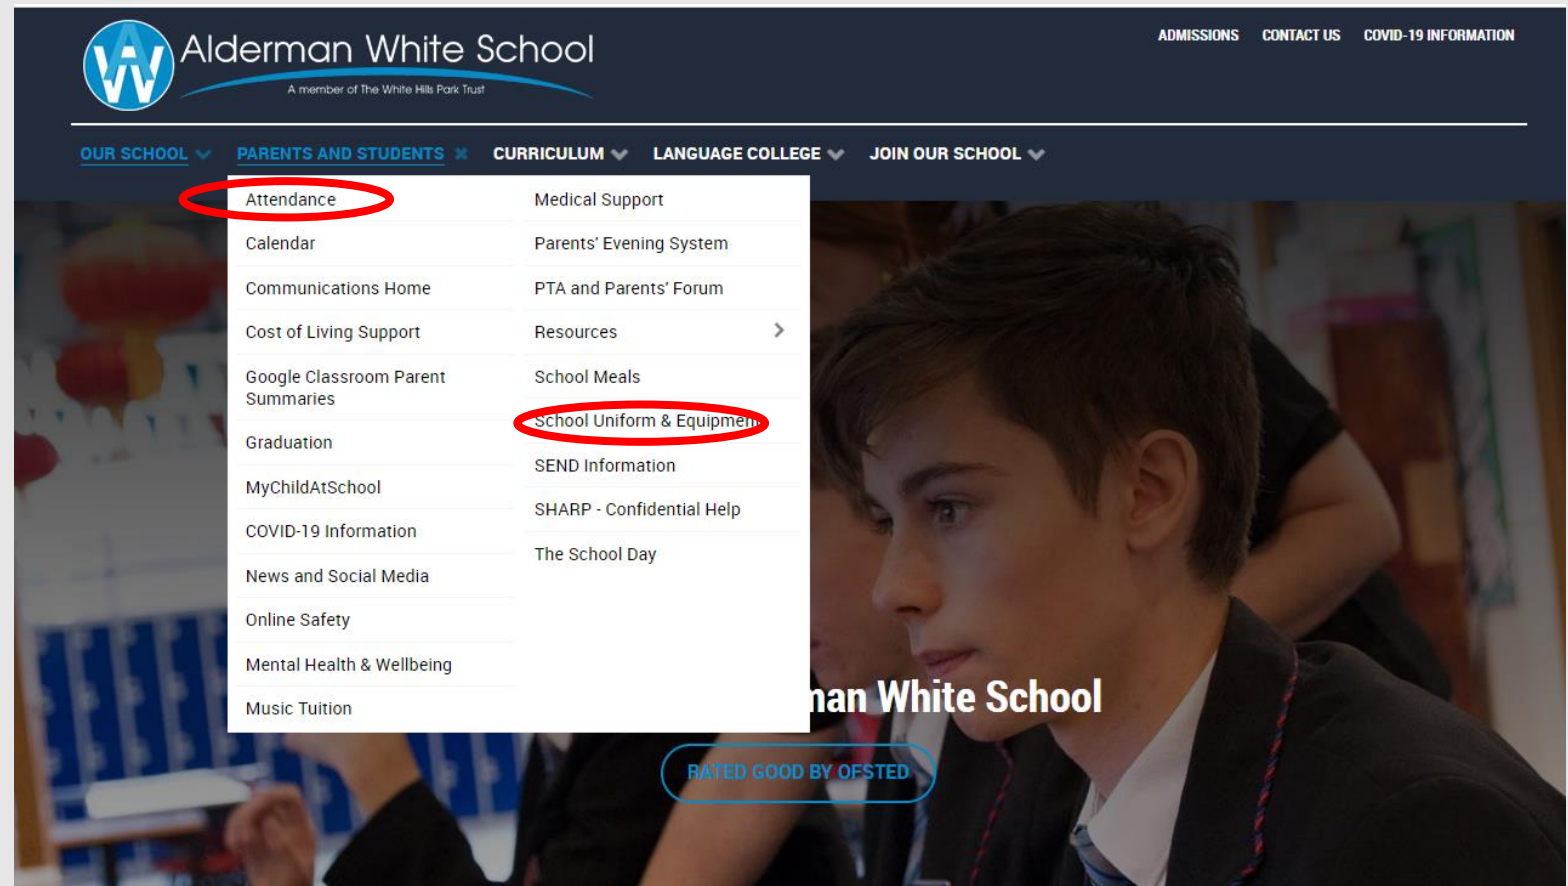 AW
Alderman White School
A member of The White Hills Park Trust
ADMISSIONS CONTACT US COVID-19 INFORMATION
OUR SCHOOL PARENTS AND STUDENTS CURRICULUM LANGUAGE COLLEGE JOIN OUR SCHOOL
Attendance
Calendar
Communications Home
Cost of Living Support
Google Classroom Parent
Summaries
Graduation
MyChildAtSchool
COVID-19 Information
News and Social Media
Online Safety
Mental Health & Wellbeing
Music Tuition
Medical Support
Parents' Evening System
PTA and Parents' Forum
Resources
School Meals
School Uniform & Equipment
SEND Information
SHARP - Confidential Help
The School Day
man White School
RATED GOOD BY OFSTED